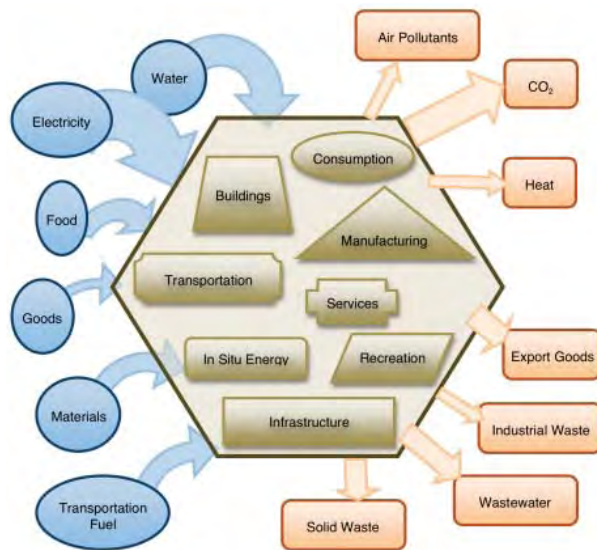 Air Pollutants
Water
CO₂
Electricity
Consumption
Heat
Buildings
Food
Manufacturing
Transportation
Services
Goods
Export Goods
In Situ Energy
Recreation
Materials
Industrial Waste
Infrastructure
Transportation
Fuel
Wastewater
Solid Waste